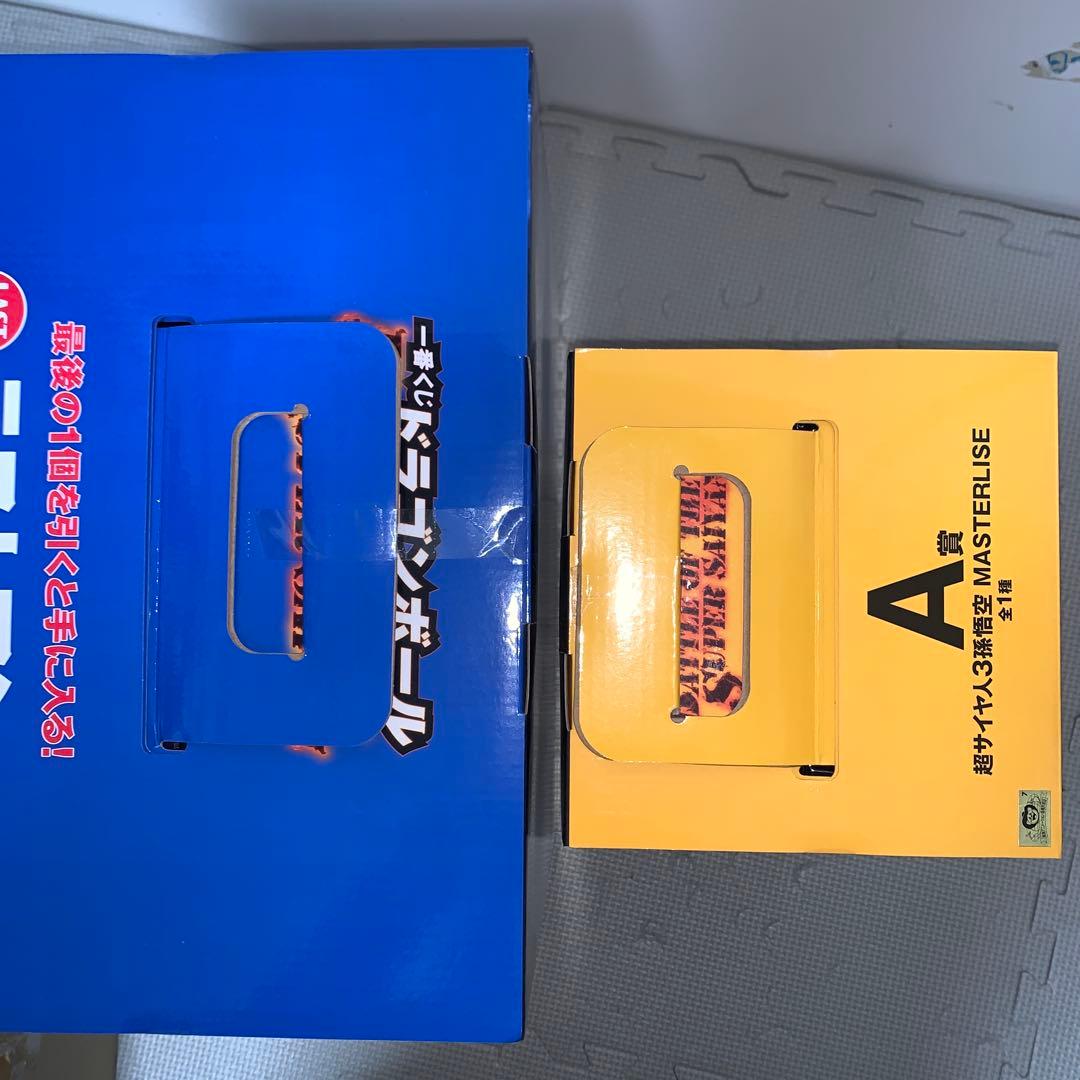 一番くじ
ドラゴンボール
最後の1個を引くと手に入る!
LAST
A賞
超サイヤ人3孫悟空 MASTERLISE
全1種
BATTLE OF THE
SUPER SAIYANS